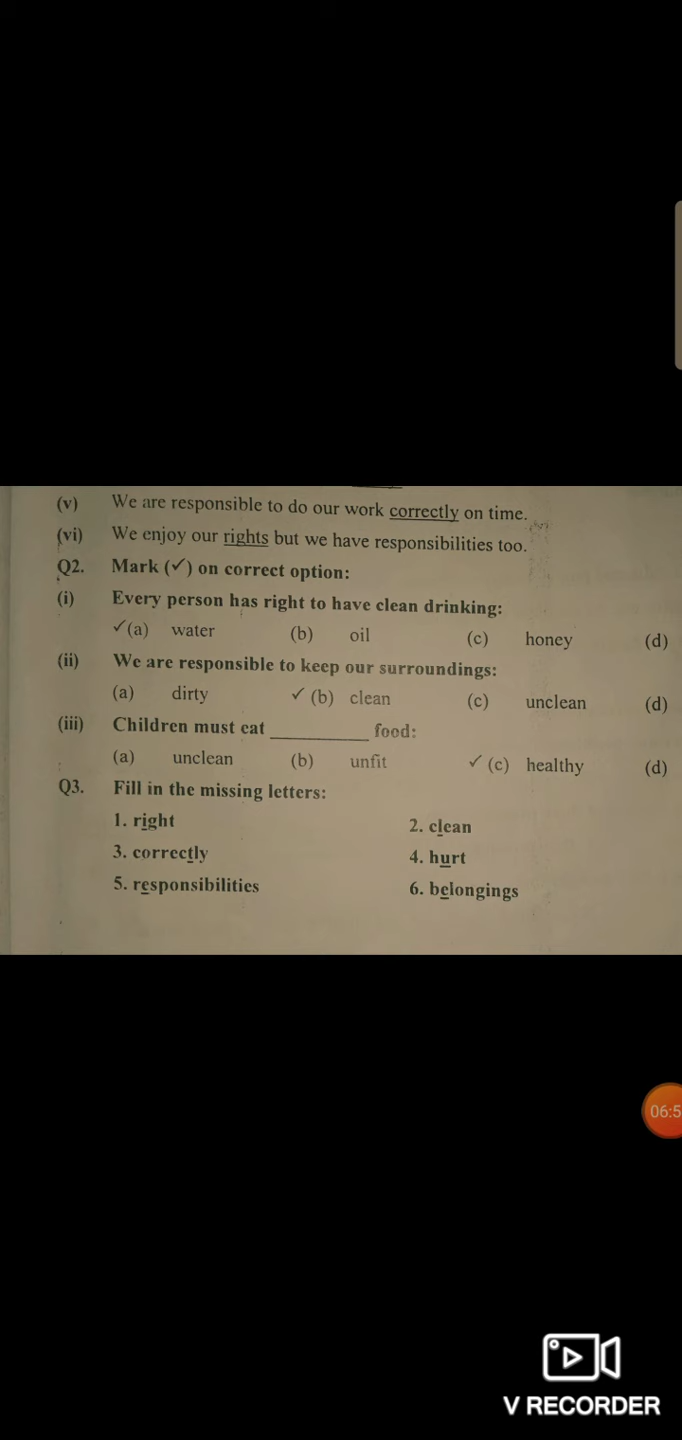 (v) We are responsible to do our work correctly on time.
(vi) We enjoy our rights but we have responsibilities too.
Q2. Mark (✓) on correct option:
(i) Every person has right to have clean drinking:
✓(a) water (b) oil (c) honey (d)
(ii) We are responsible to keep our surroundings:
(a) dirty ✓ (b) clean (c) unclean (d)
(iii) Children must eat __________ food:
(a) unclean (b) unfit ✓ (c) healthy (d)
Q3. Fill in the missing letters:
1. right 2. clean
3. correctly 4. hurt
5. responsibilities 6. belongings
06:5
V RECORDER